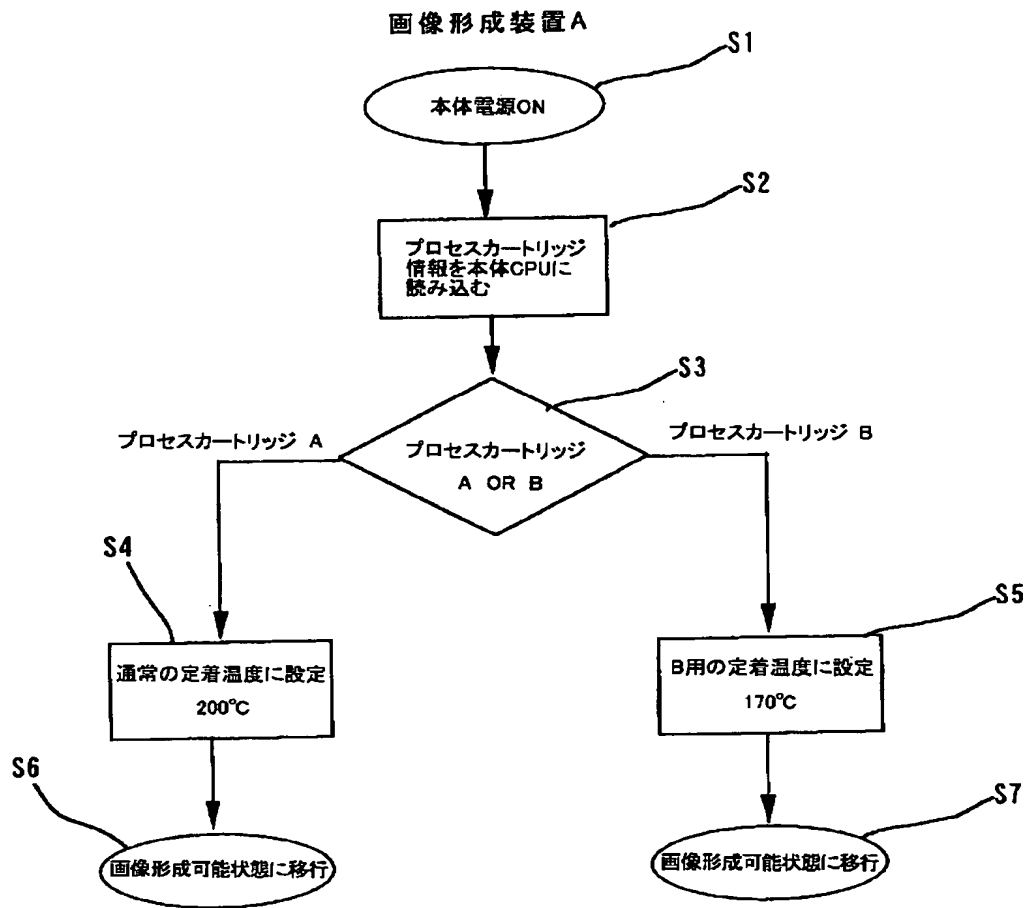 画像形成装置A
S1
本体電源ON
S2
プロセスカートリッジ
情報を本体CPUに
読み込む
S3
プロセスカートリッジ A
プロセスカートリッジ B
プロセスカートリッジ
A OR B
S4
S5
通常の定着温度に設定
200℃
B用の定着温度に設定
170℃
S6
S7
画像形成可能状態に移行
画像形成可能状態に移行